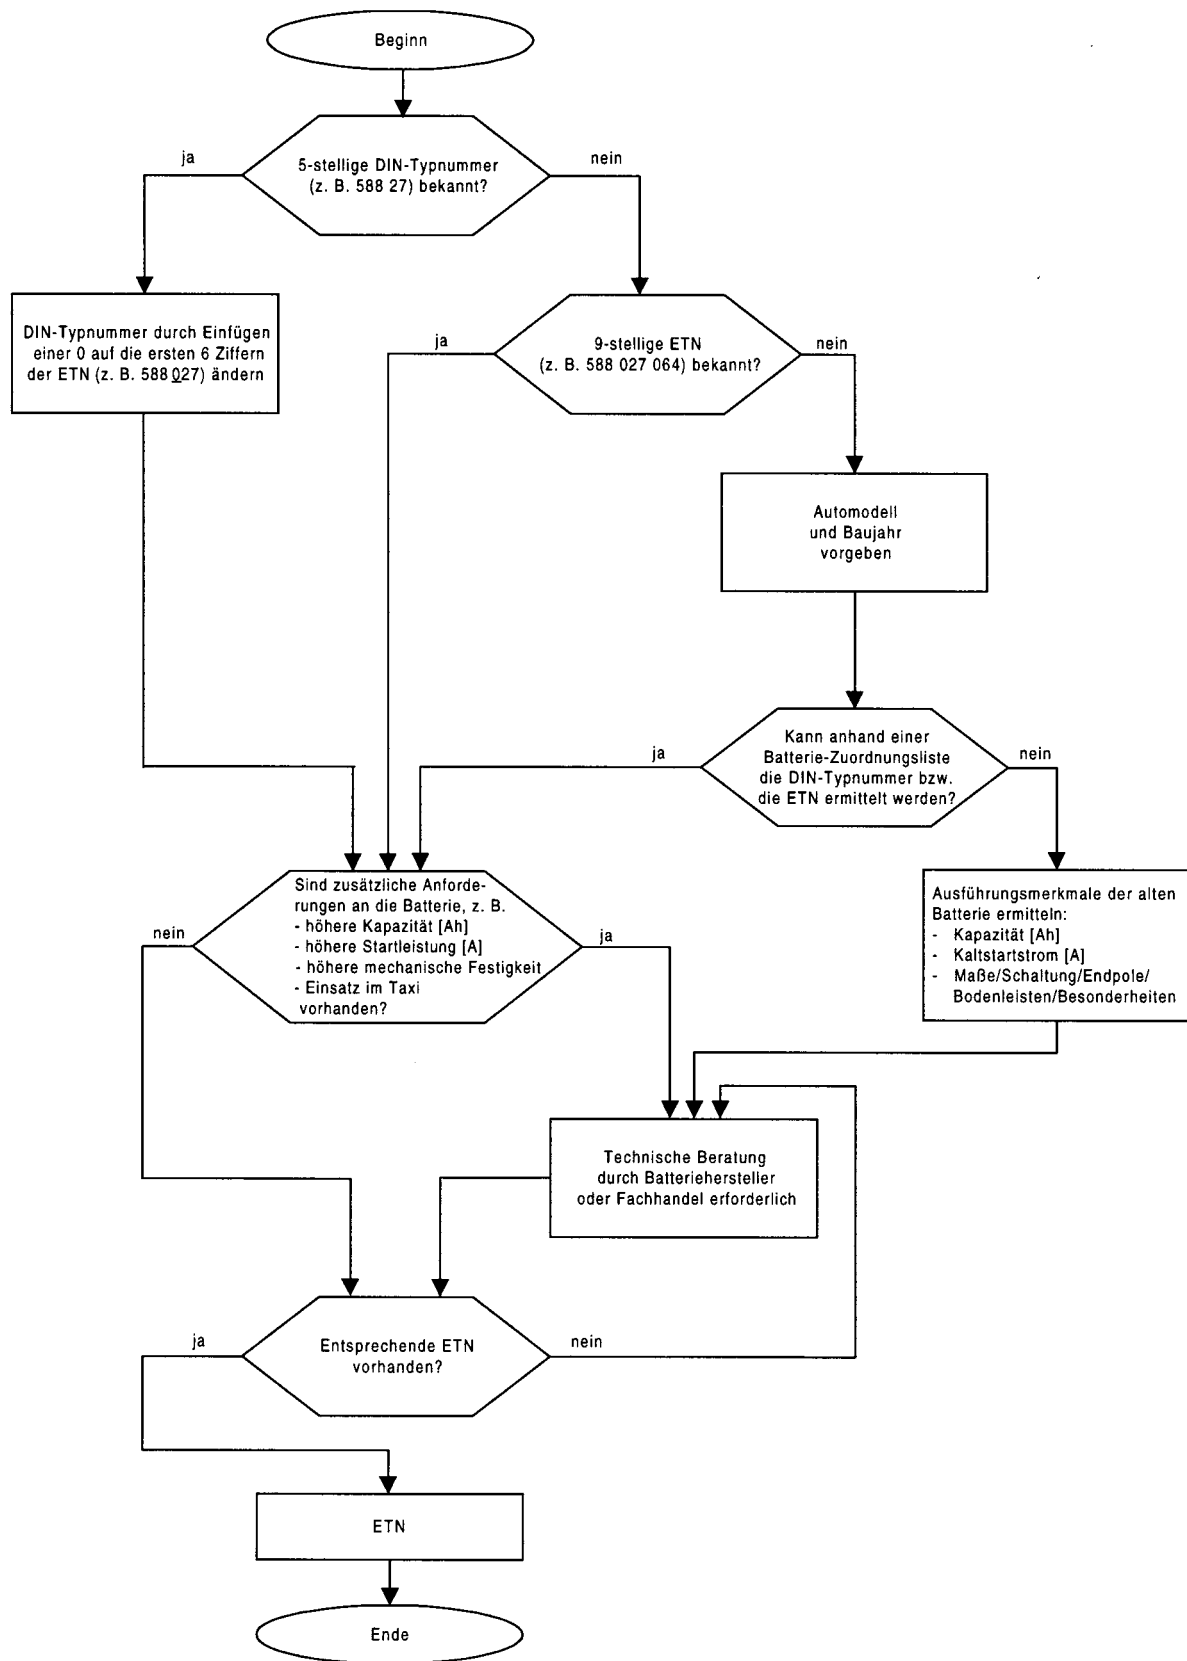 Beginn
ja
5-stellige DIN-Typnummer
(z. B. 588 27) bekannt?
nein
DIN-Typnummer durch Einfügen
einer 0 auf die ersten 6 Ziffern
der ETN (z. B. 588 027) ändern
ja
9-stellige ETN
(z. B. 588 027 064) bekannt?
nein
Automodell
und Baujahr
vorgeben
ja
Kann anhand einer
Batterie-Zuordnungsliste
die DIN-Typnummer bzw.
die ETN ermittelt werden?
nein
nein
Sind zusätzliche Anforde-
rungen an die Batterie, z. B.
- höhere Kapazität [Ah]
- höhere Startleistung [A]
- höhere mechanische Festigkeit
- Einsatz im Taxi
vorhanden?
ja
Ausführungsmerkmale der alten
Batterie ermitteln:
- Kapazität [Ah]
- Kaltstartstrom [A]
- Maße/Schaltung/Endpole/
Bodenleisten/Besonderheiten
Technische Beratung
durch Batteriehersteller
oder Fachhandel erforderlich
ja
Entsprechende ETN
vorhanden?
nein
ETN
Ende